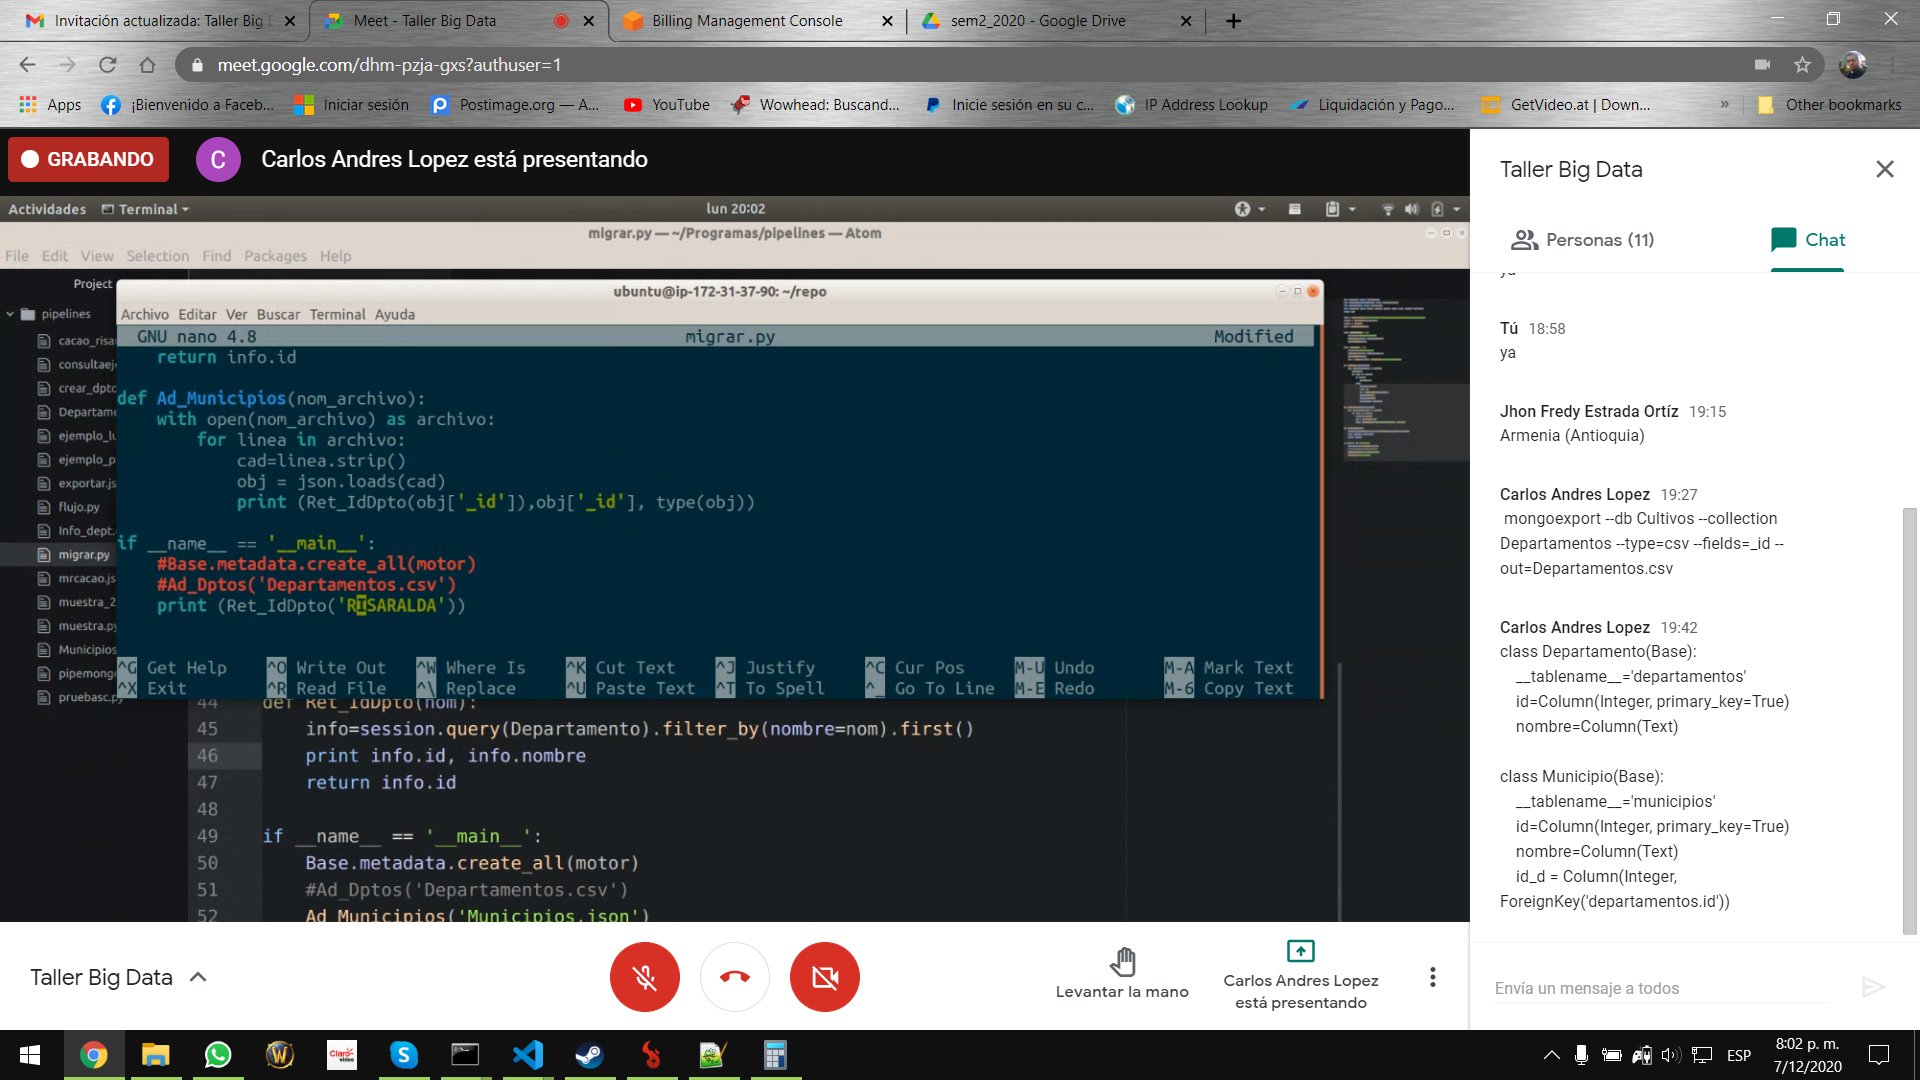 Invitación actualizada: Taller Big
Meet - Taller Big Data
Billing Management Console
sem2_2020 - Google Drive
meet.google.com/dhm-pzja-gxs?authuser=1
Apps
¡Bienvenido a Faceb...
Iniciar sesión
Postimage.org — A...
YouTube
Wowhead: Buscand...
Inicie sesión en su c...
IP Address Lookup
Liquidación y Pago...
GetVideo.at | Down...
»
Other bookmarks
GRABANDO
C
Carlos Andres Lopez está presentando
Actividades
Terminal
lun 20:02
migrar.py — ~/Programas/pipelines — Atom
File Edit View Selection Find Packages Help
Project
pipelines
cacao_risa
consultaej
crear_dpto
Departam
ejemplo_lu
ejemplo_p
exportar.js
flujo.py
Info_dept.
migrar.py
mrcacao.js
muestra_2
muestra.py
Municipios
pipemong
pruebasc.p
ubuntu@ip-172-31-37-90: ~/repo
Archivo Editar Ver Buscar Terminal Ayuda
GNU nano 4.8 migrar.py Modified
return info.id
def Ad_Municipios(nom_archivo):
with open(nom_archivo) as archivo:
for linea in archivo:
cad=linea.strip()
obj = json.loads(cad)
print (Ret_IdDpto(obj['_id']),obj['_id'], type(obj))
if __name__ == '__main__':
#Base.metadata.create_all(motor)
#Ad_Dptos('Departamentos.csv')
print (Ret_IdDpto('RISARALDA'))
^G Get Help ^O Write Out ^W Where Is ^K Cut Text ^J Justify ^C Cur Pos M-U Undo M-A Mark Text
^X Exit ^R Read File ^\ Replace ^U Paste Text ^T To Spell ^_ Go To Line M-E Redo M-6 Copy Text
44 def Ret_IdDpto(nom):
45 info=session.query(Departamento).filter_by(nombre=nom).first()
46 print info.id, info.nombre
47 return info.id
48
49 if __name__ == '__main__':
50 Base.metadata.create_all(motor)
51 #Ad_Dptos('Departamentos.csv')
52 Ad_Municipios('Municipios.json')
Taller Big Data
Personas (11)
Chat
ya
Tú 18:58
ya
Jhon Fredy Estrada Ortíz 19:15
Armenia (Antioquia)
Carlos Andres Lopez 19:27
mongoexport --db Cultivos --collection
Departamentos --type=csv --fields=_id --
out=Departamentos.csv
Carlos Andres Lopez 19:42
class Departamento(Base):
__tablename__='departamentos'
id=Column(Integer, primary_key=True)
nombre=Column(Text)
class Municipio(Base):
__tablename__='municipios'
id=Column(Integer, primary_key=True)
nombre=Column(Text)
id_d = Column(Integer,
ForeignKey('departamentos.id'))
Envía un mensaje a todos
Taller Big Data
Levantar la mano
Carlos Andres Lopez
está presentando
Claro
video
ESP
8:02 p. m.
7/12/2020